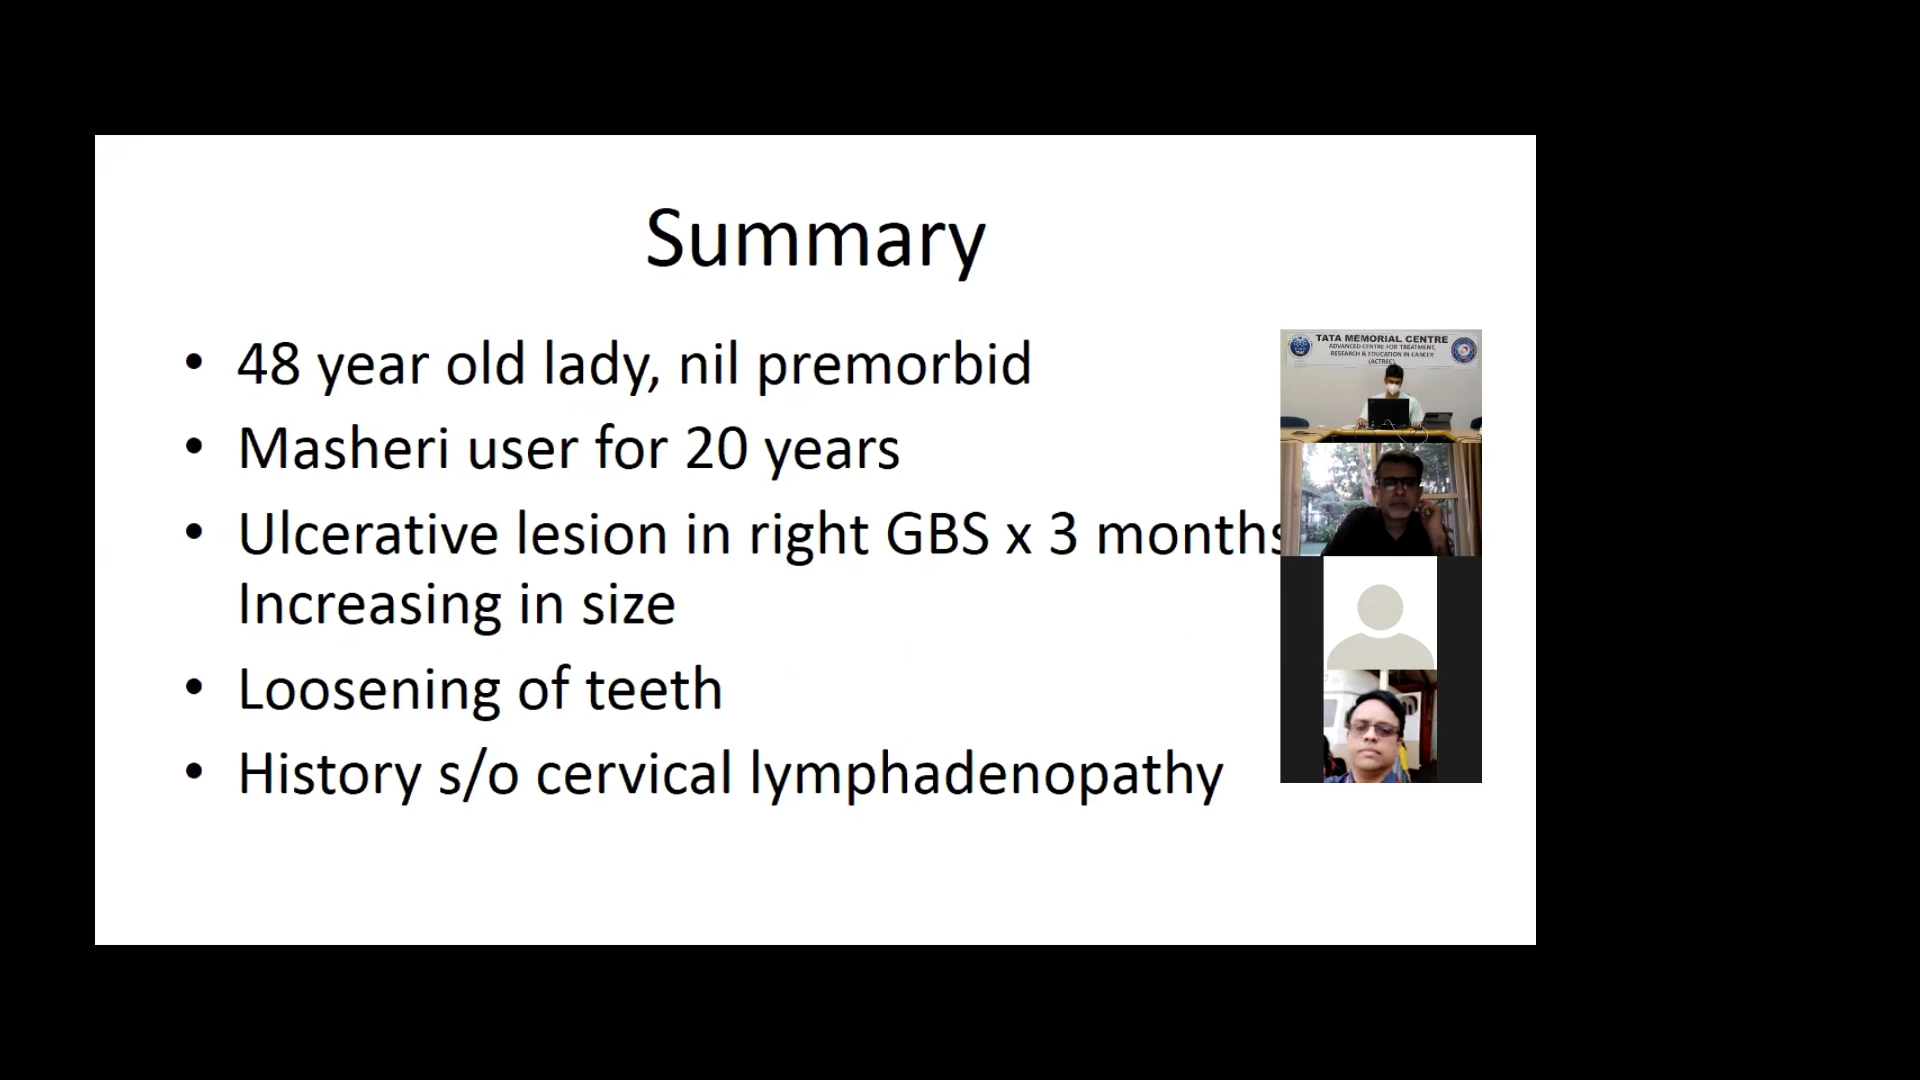 Summary
• 48 year old lady, nil premorbid
• Masheri user for 20 years
• Ulcerative lesion in right GBS x 3 months
Increasing in size
• Loosening of teeth
• History s/o cervical lymphadenopathy
TATA MEMORIAL CENTRE
ADVANCED CENTRE FOR TREATMENT,
RESEARCH & EDUCATION IN CANCER
(ACTREC)